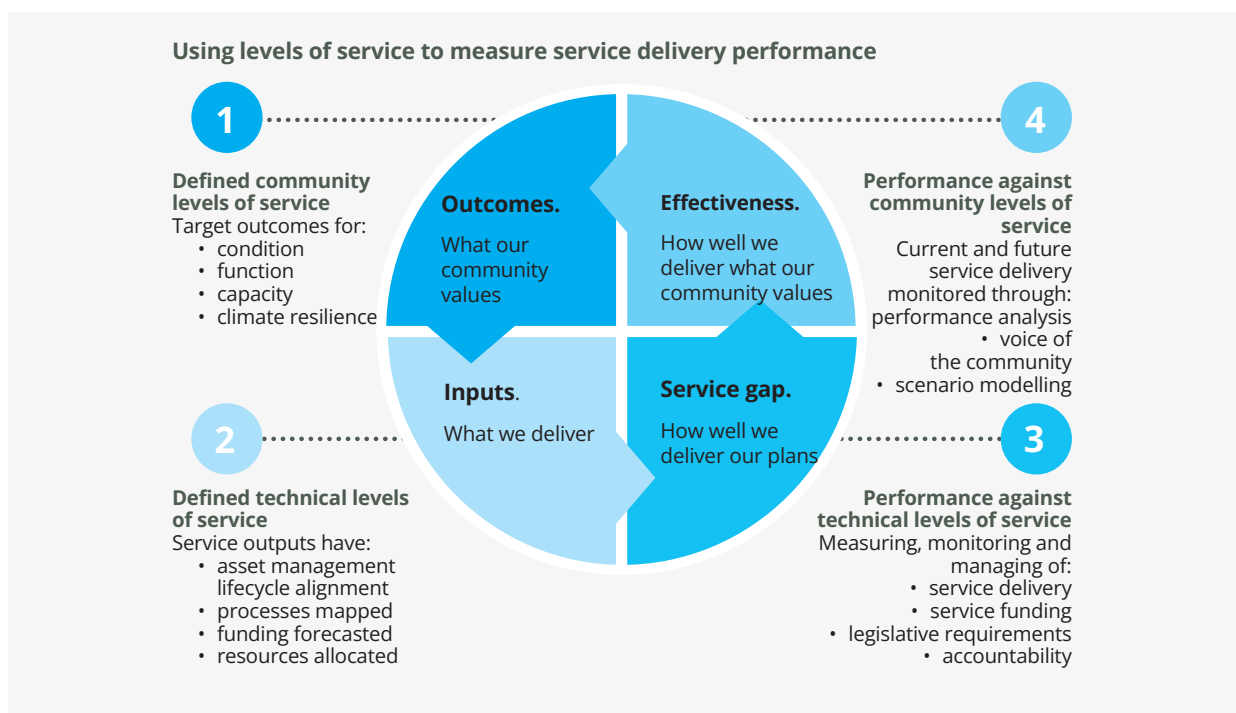 Using levels of service to measure service delivery performance
1
Defined community
levels of service
Target outcomes for:
• condition
• function
• capacity
• climate resilience
Outcomes.
What our
community
values
2
Defined technical levels
of service
Service outputs have:
• asset management
lifecycle alignment
• processes mapped
• funding forecasted
• resources allocated
Inputs.
What we deliver
3
Performance against
technical levels of service
Measuring, monitoring and
managing of:
• service delivery
• service funding
• legislative requirements
• accountability
Service gap.
How well we
deliver our plans
4
Performance against
community levels of
service
Current and future
service delivery
monitored through:
performance analysis
• voice of
the community
• scenario modelling
Effectiveness.
How well we
deliver what our
community values